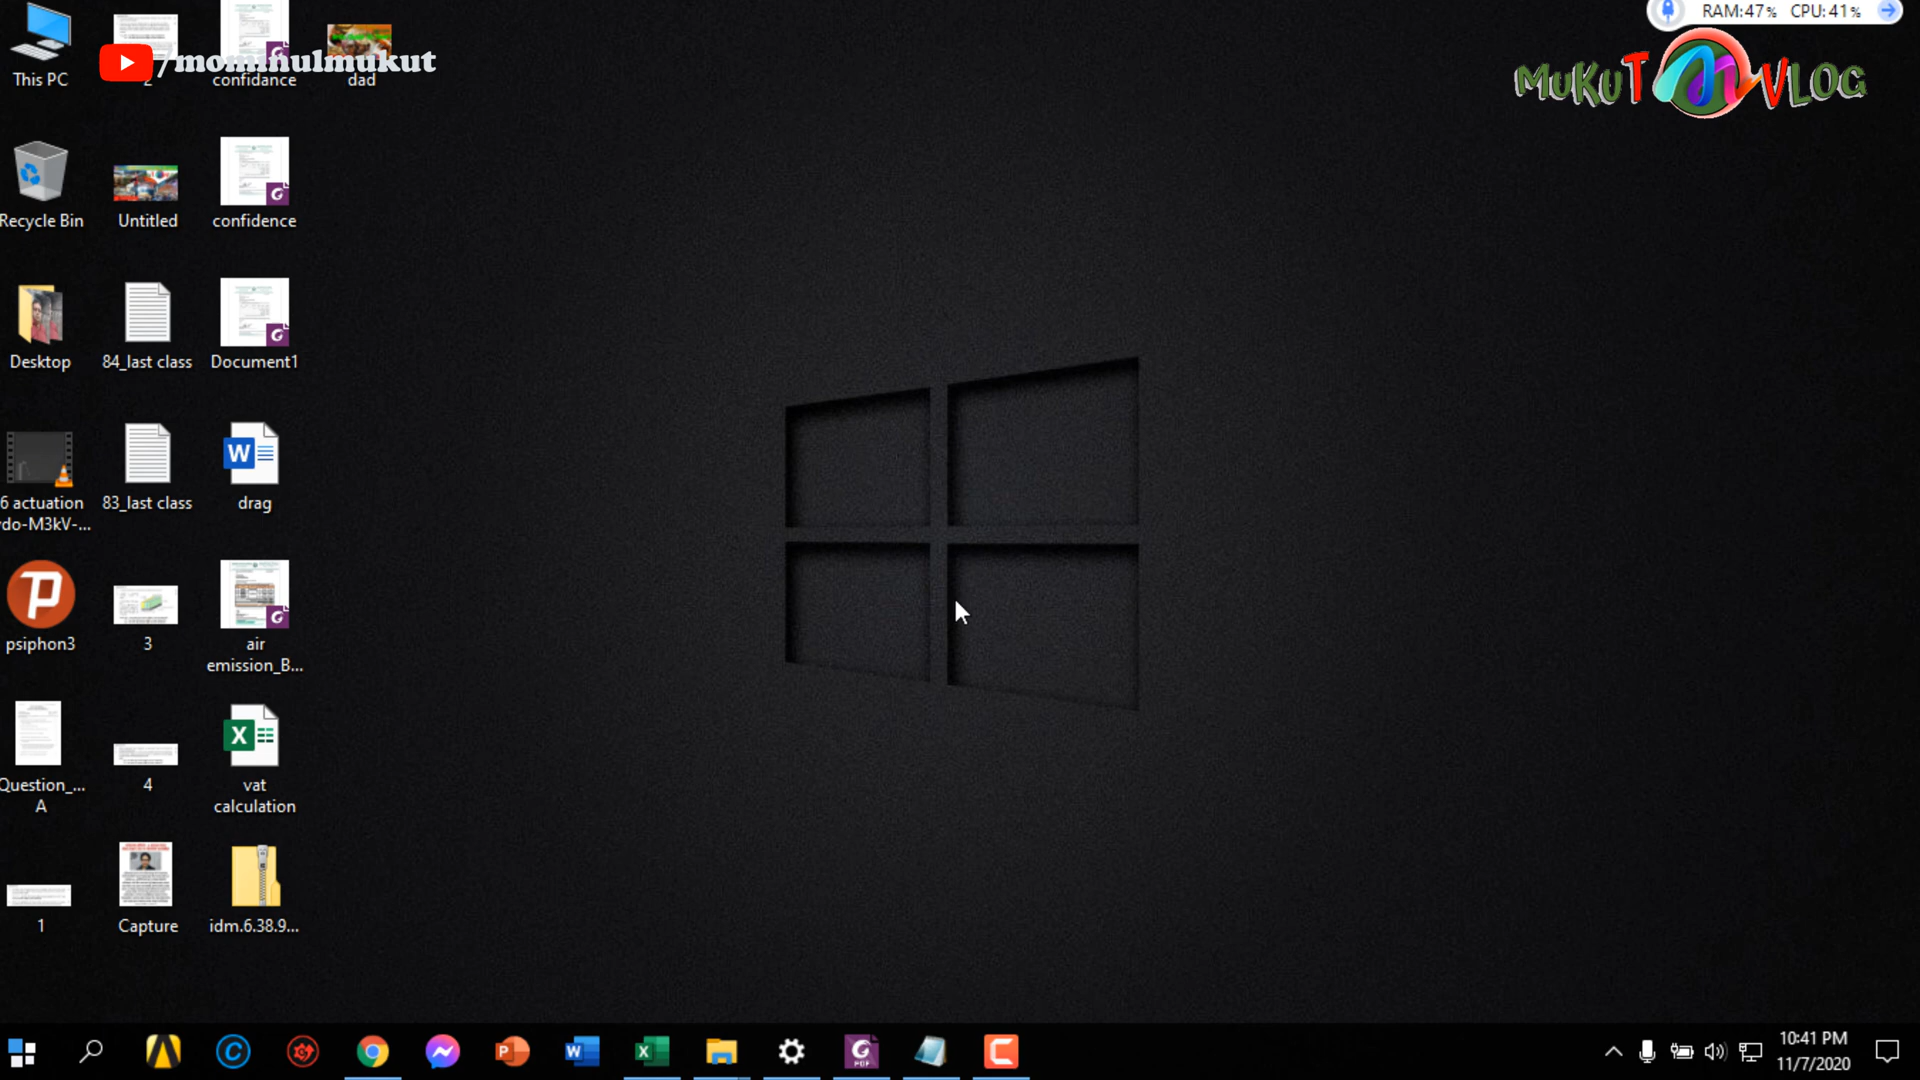 RAM:47% CPU:41%
/mominulmukut
MUKUT VLOG
This PC
2
confidance
dad
Recycle Bin
Untitled
confidence
Desktop
84_last class
Document1
6 actuation
do-M3kV-...
83_last class
W
drag
psiphon3
3
air
emission_B...
Question_...
A
4
X
vat
calculation
1
Capture
idm.6.38.9...
10:41 PM
11/7/2020
PDF